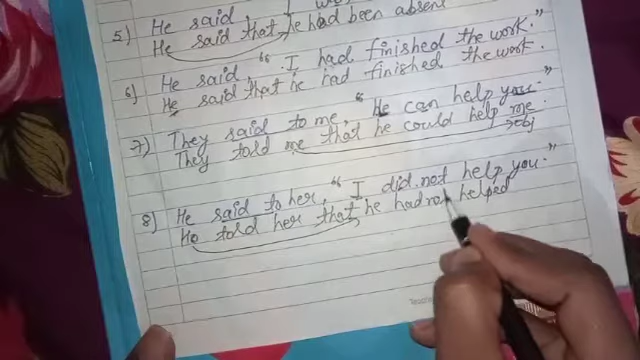 5) He said, I
He said that he had been absent
6) He said, " I had finished the work."
He said that he had finished the work.
7) They said to me, " He can help you."
They told me that he could help me.
→obj
8) He said to her, " I did not help you."
He told her that, he had not helped